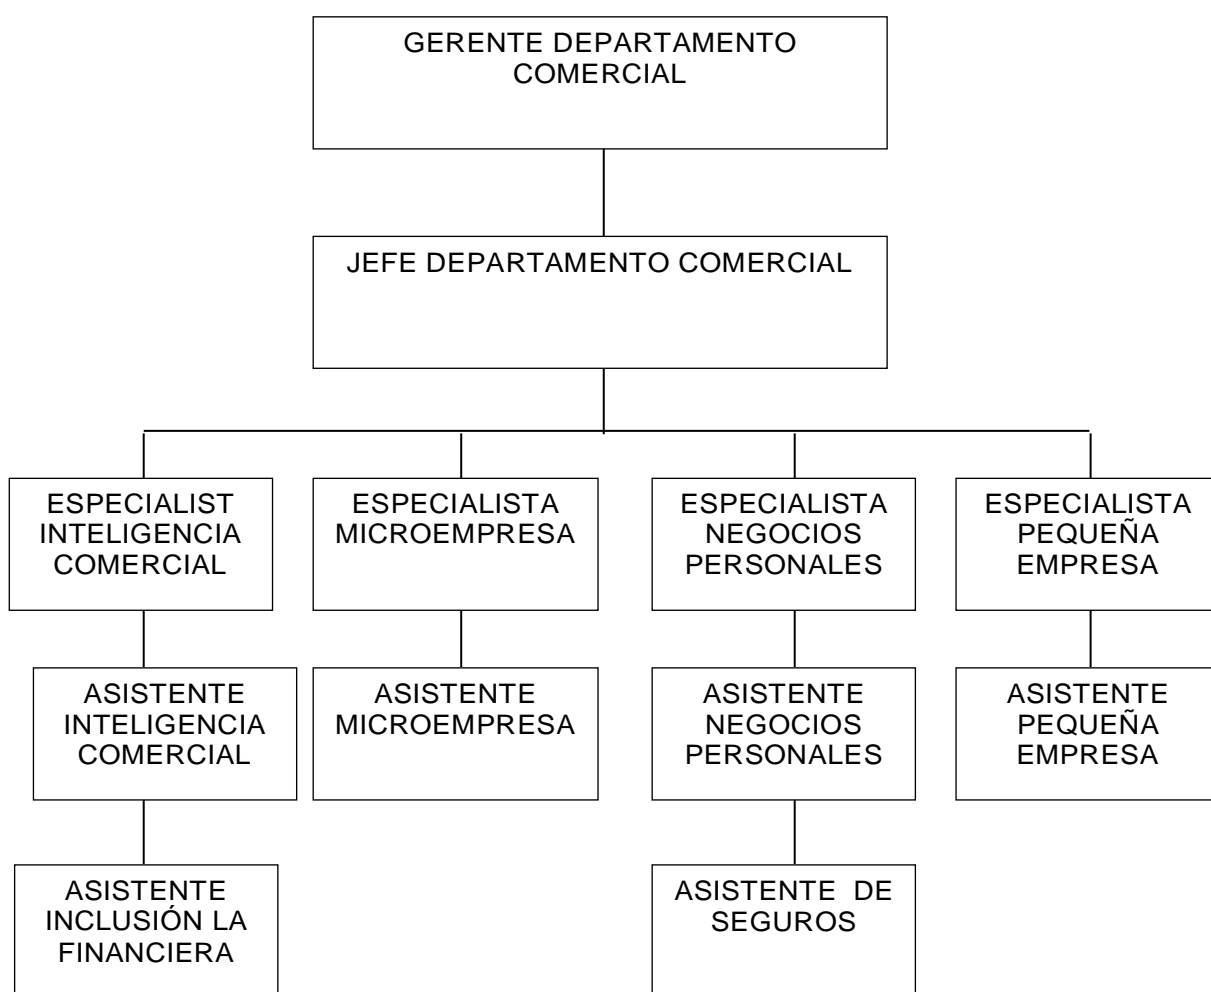 GERENTE DEPARTAMENTO
COMERCIAL
JEFE DEPARTAMENTO COMERCIAL
ESPECIALIST
INTELIGENCIA
COMERCIAL
ESPECIALISTA
MICROEMPRESA
ESPECIALISTA
NEGOCIOS
PERSONALES
ESPECIALISTA
PEQUEÑA
EMPRESA
ASISTENTE
INTELIGENCIA
COMERCIAL
ASISTENTE
MICROEMPRESA
ASISTENTE
NEGOCIOS
PERSONALES
ASISTENTE
PEQUEÑA
EMPRESA
ASISTENTE
INCLUSIÓN LA
FINANCIERA
ASISTENTE DE
SEGUROS